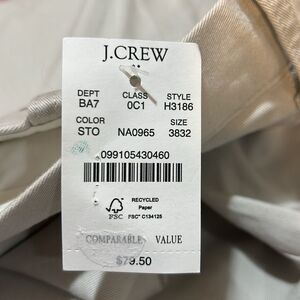 J.CREW
DEPT CLASS STYLE
BA7 0C1 H3186
COLOR SIZE
STO NA0965 3832
099105430460
FSC
RECYCLED
Paper
FSC® C134125
COMPARABLE VALUE
$79.50